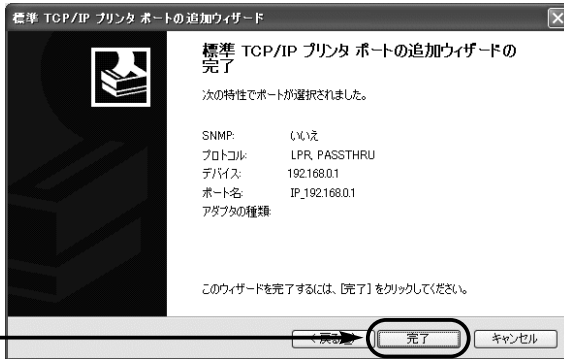 標準 TCP/IP プリンタ ポートの追加ウィザード
標準 TCP/IP プリンタ ポートの追加ウィザードの
完了
次の特性でポートが選択されました。
SNMP: いいえ
プロトコル: LPR, PASSTHRU
デバイス: 192.168.0.1
ポート名: IP_192.168.0.1
アダプタの種類:
このウィザードを完了するには、[完了] をクリックしてください。
< 戻る 完了 キャンセル